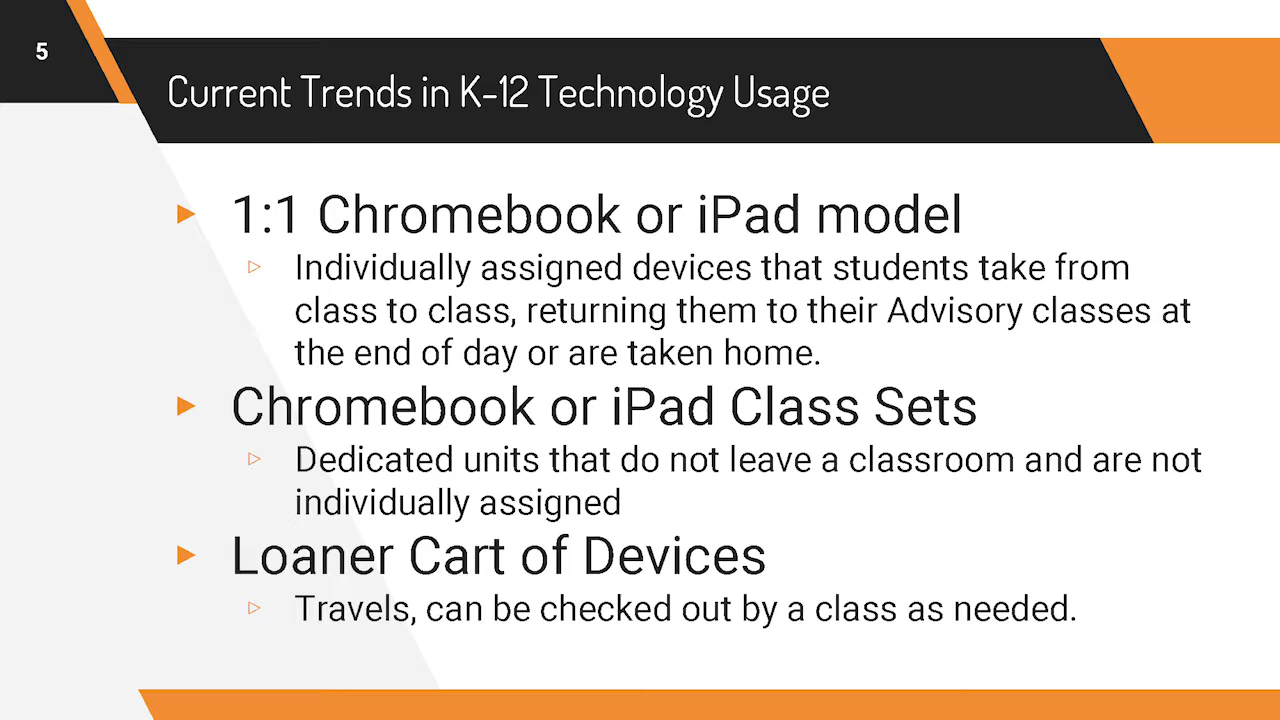 5
Current Trends in K-12 Technology Usage
1:1 Chromebook or iPad model
Individually assigned devices that students take from
class to class, returning them to their Advisory classes at
the end of day or are taken home.
Chromebook or iPad Class Sets
Dedicated units that do not leave a classroom and are not
individually assigned
Loaner Cart of Devices
Travels, can be checked out by a class as needed.